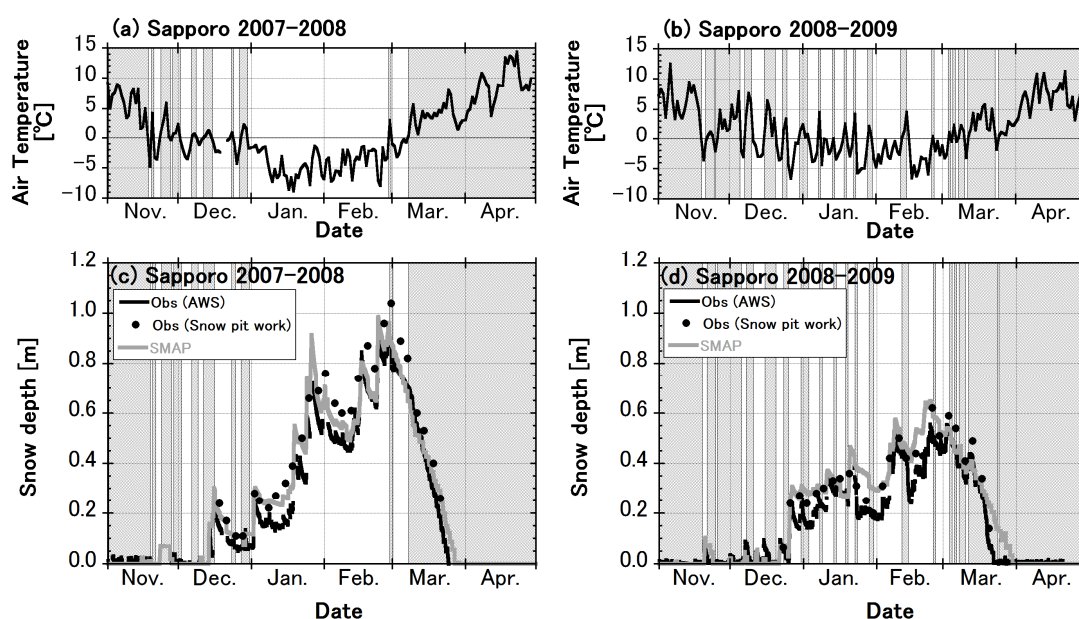 (a) Sapporo 2007-2008
15
10
5
0
-5
-10
Air Temperature
[℃]
Nov. Dec. Jan. Feb. Mar. Apr.
Date
(b) Sapporo 2008-2009
15
10
5
0
-5
-10
Air Temperature
[℃]
Nov. Dec. Jan. Feb. Mar. Apr.
Date
(c) Sapporo 2007-2008
Obs (AWS)
Obs (Snow pit work)
SMAP
1.2
1.0
0.8
0.6
0.4
0.2
0.0
Snow depth [m]
Nov. Dec. Jan. Feb. Mar. Apr.
Date
(d) Sapporo 2008-2009
Obs (AWS)
Obs (Snow pit work)
SMAP
1.2
1.0
0.8
0.6
0.4
0.2
0.0
Snow depth [m]
Nov. Dec. Jan. Feb. Mar. Apr.
Date